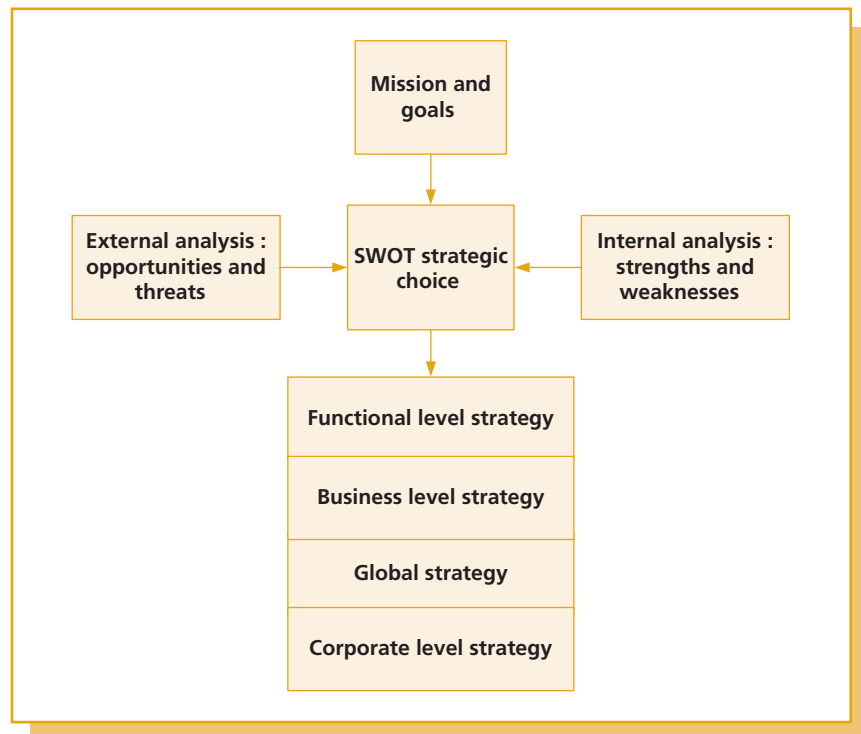 Mission and
goals
External analysis :
opportunities and
threats
SWOT strategic
choice
Internal analysis :
strengths and
weaknesses
Functional level strategy
Business level strategy
Global strategy
Corporate level strategy